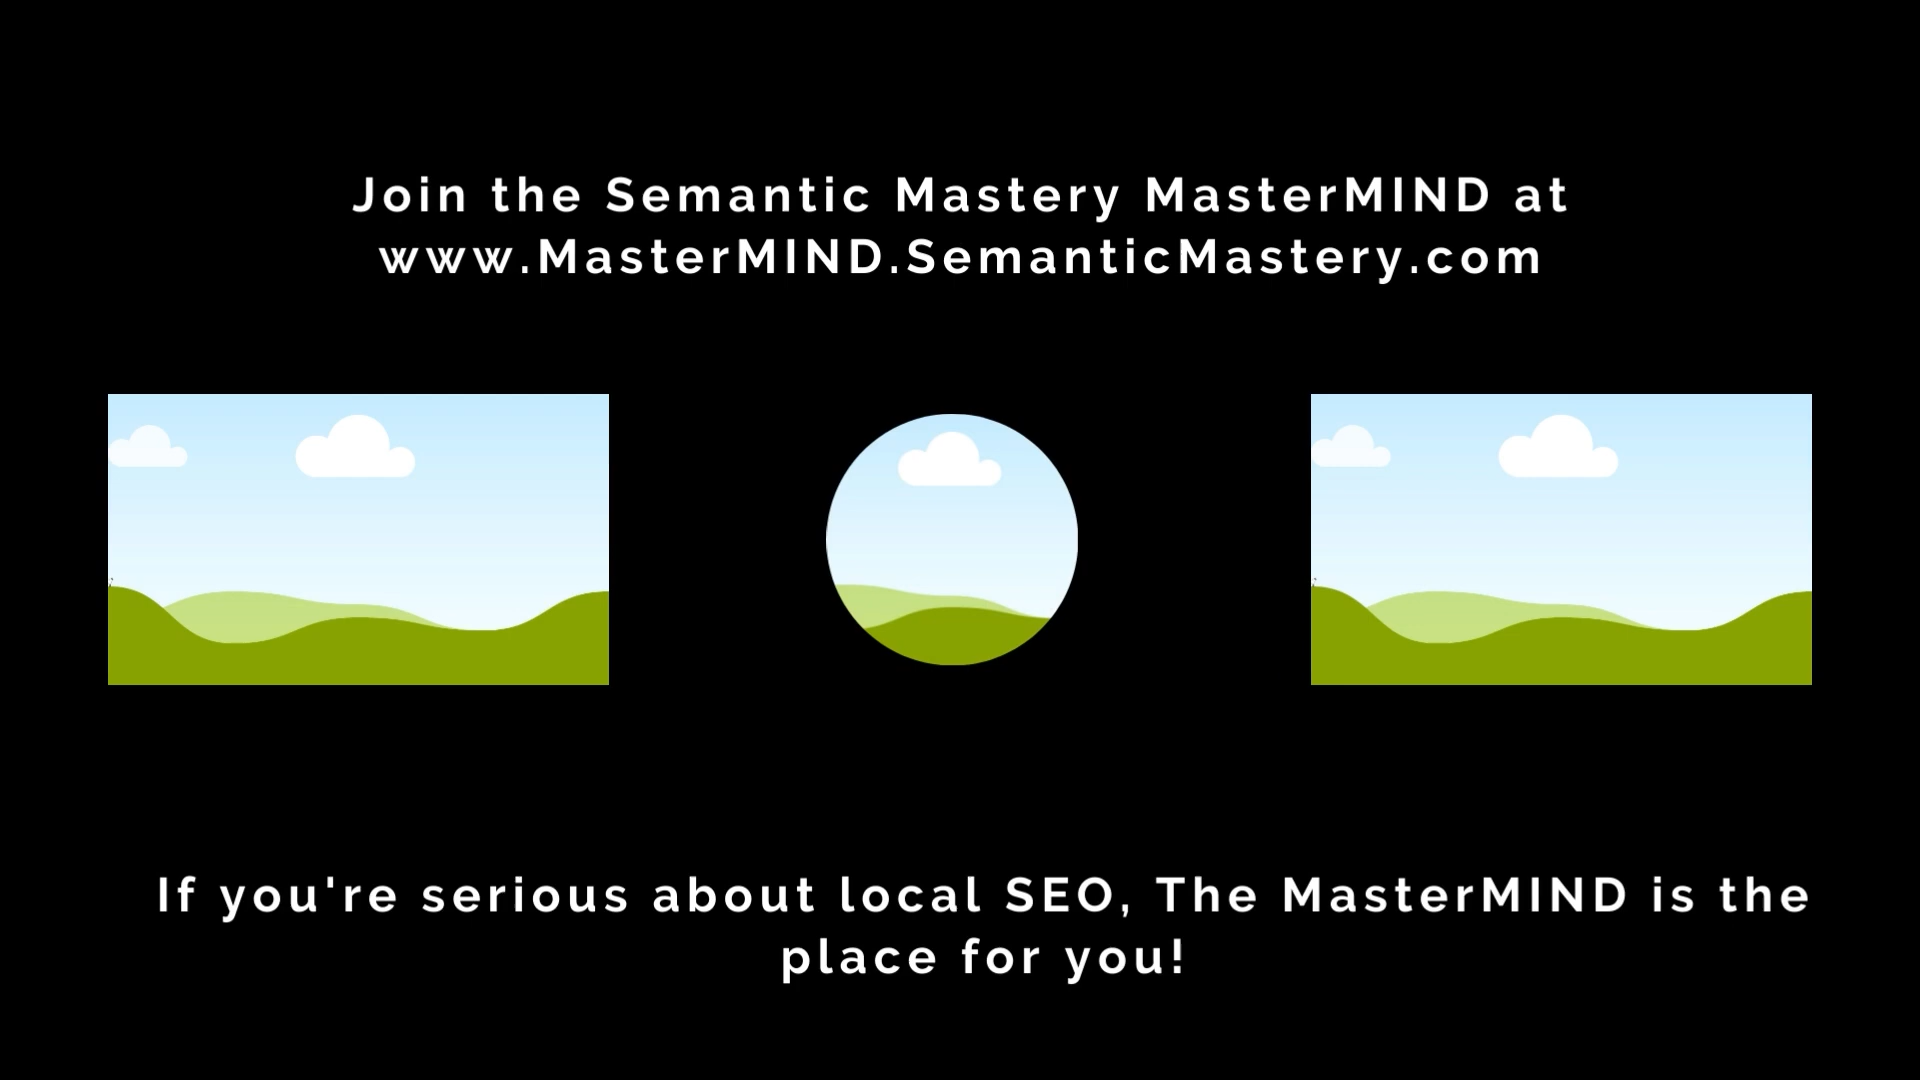 Join the Semantic Mastery MasterMIND at
www.MasterMIND.SemanticMastery.com
If you're serious about local SEO, The MasterMIND is the
place for you!